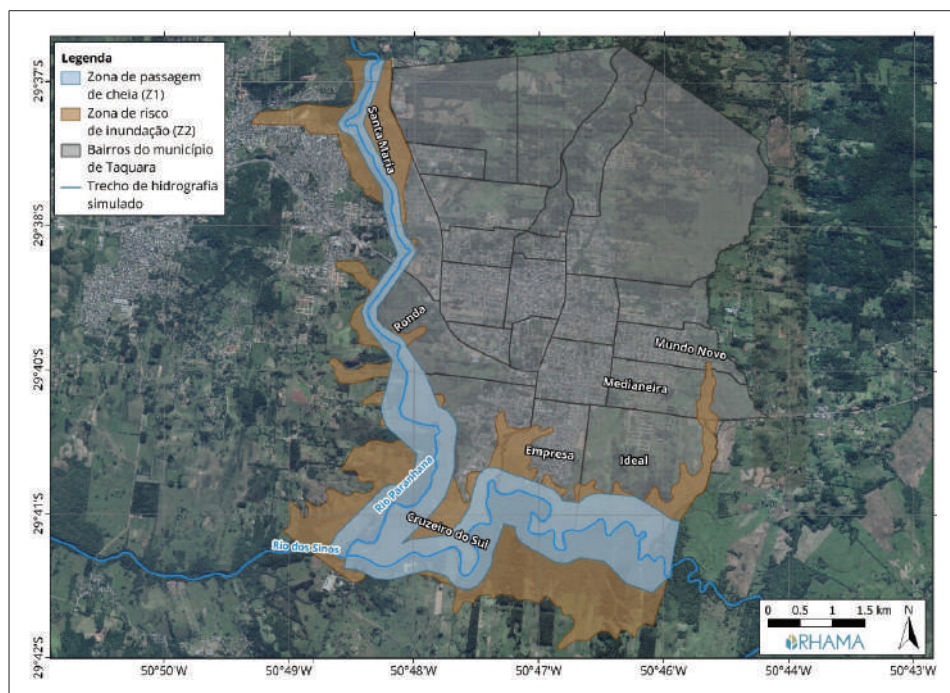 Legenda
Zona de passagem
de cheia (Z1)
Zona de risco
de inundação (Z2)
Bairros do município
de Taquara
Trecho de hidrografia
simulado
29°37'S
29°38'S
29°40'S
29°41'S
29°42'S
Santa Maria
Ronda
Mundo Novo
Medianeira
Empresa
Ideal
Rio Paranhana
Cruzeiro do Sul
Rio dos Sinos
0 0.5 1 1.5 km
N
RHAMA
50°50'S
50°49'S
50°48'S
50°47'S
50°46'S
50°44'S
50°43'S